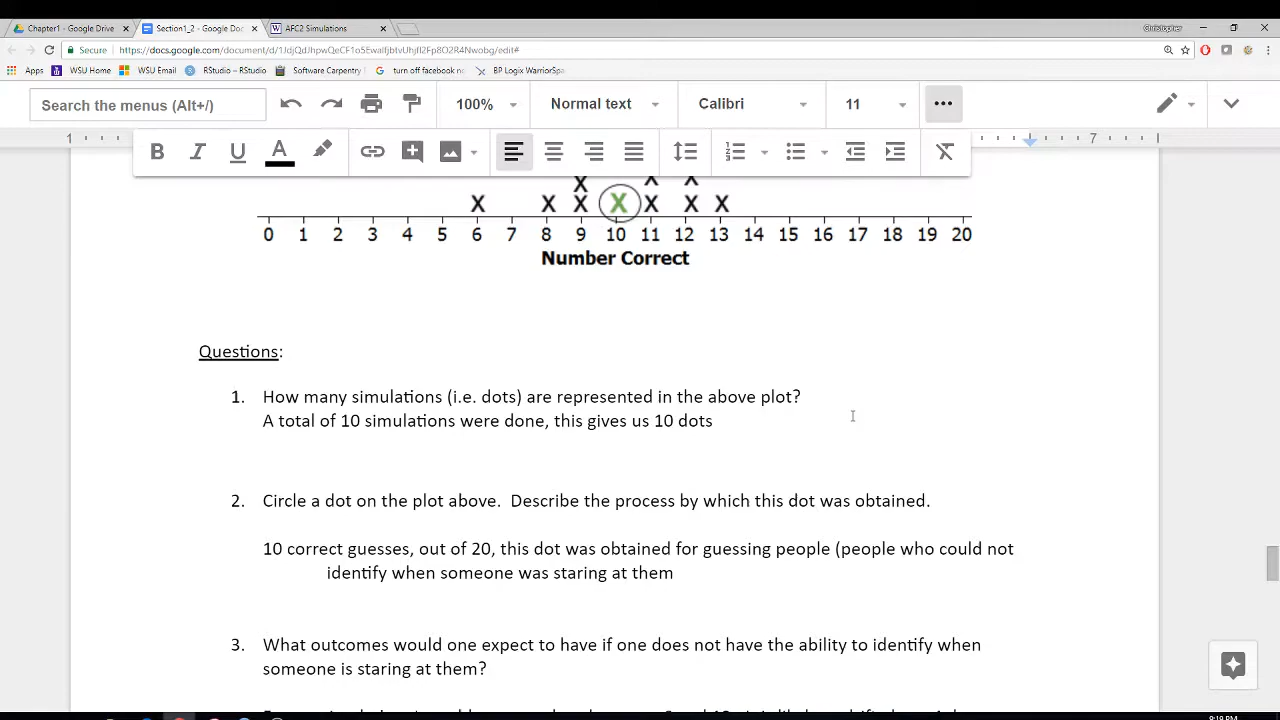 Christopher
Chapter1 - Google Drive
Section1_2 - Google Doc
AFC2 Simulations
Secure
Apps
WSU Home
WSU Email
RStudio – RStudio
Software Carpentry
turn off facebook no
BP Logix WarriorSpa
Search the menus (Alt+/)
100%
Normal text
Calibri
11
1
7
X X X
X X X X X X X
0 1 2 3 4 5 6 7 8 9 10 11 12 13 14 15 16 17 18 19 20
Number Correct
Questions:
1. How many simulations (i.e. dots) are represented in the above plot?
A total of 10 simulations were done, this gives us 10 dots
2. Circle a dot on the plot above. Describe the process by which this dot was obtained.
10 correct guesses, out of 20, this dot was obtained for guessing people (people who could not
identify when someone was staring at them
3. What outcomes would one expect to have if one does not have the ability to identify when
someone is staring at them?